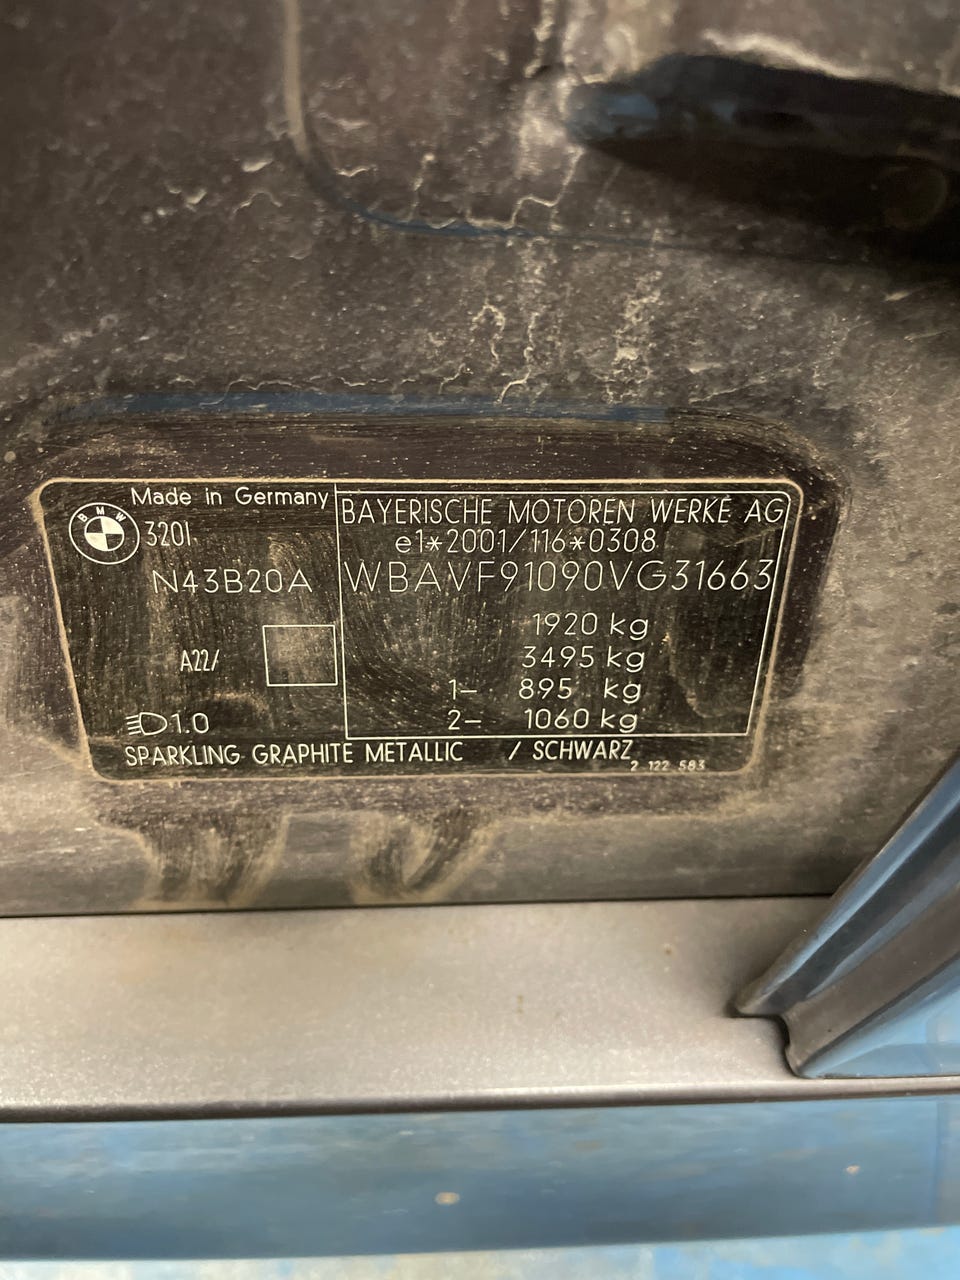 Made in Germany
BMW
320I
N43B20A
A22/
1.0
BAYERISCHE MOTOREN WERKE AG
e1*2001/116*0308
WBAVF91090VG31663
1920 kg
3495 kg
1- 895 kg
2- 1060 kg
SPARKLING GRAPHITE METALLIC / SCHWARZ
2 122 583